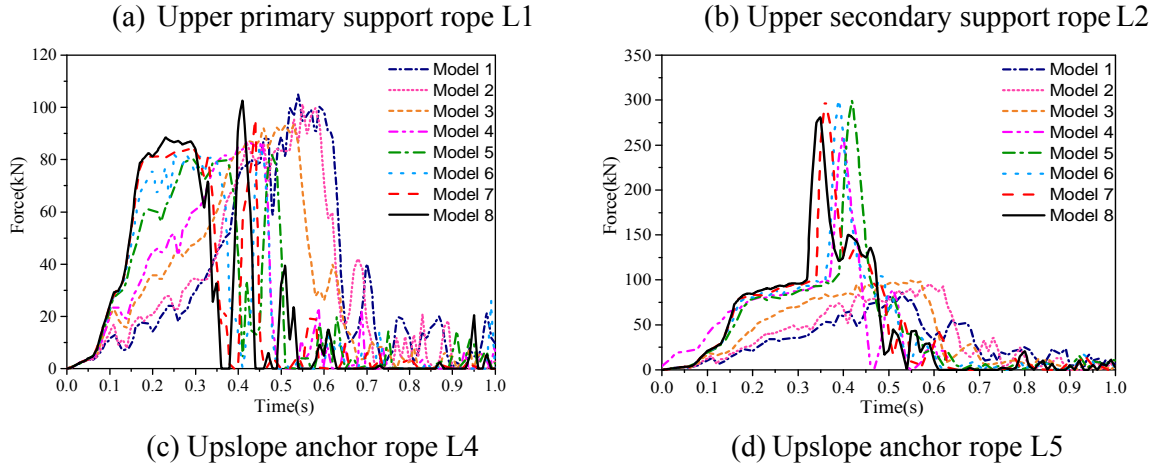 (a) Upper primary support rope L1
(b) Upper secondary support rope L2
120
100
80
60
40
20
0
Force(kN)
0.0 0.1 0.2 0.3 0.4 0.5 0.6 0.7 0.8 0.9 1.0
Time(s)
Model 1
Model 2
Model 3
Model 4
Model 5
Model 6
Model 7
Model 8
350
300
250
200
150
100
50
0
Force(kN)
0.0 0.1 0.2 0.3 0.4 0.5 0.6 0.7 0.8 0.9 1.0
Time(s)
Model 1
Model 2
Model 3
Model 4
Model 5
Model 6
Model 7
Model 8
(c) Upslope anchor rope L4
(d) Upslope anchor rope L5